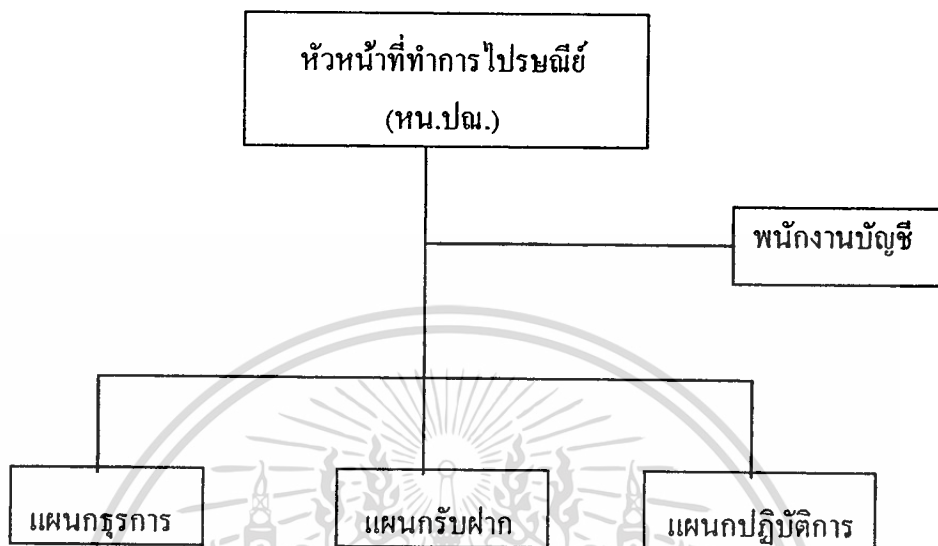 หัวหน้าที่ทำการไปรษณีย์
(หน.ปณ.)
พนักงานบัญชี
แผนกธุรการ
แผนกรับฝาก
แผนกปฏิบัติการ